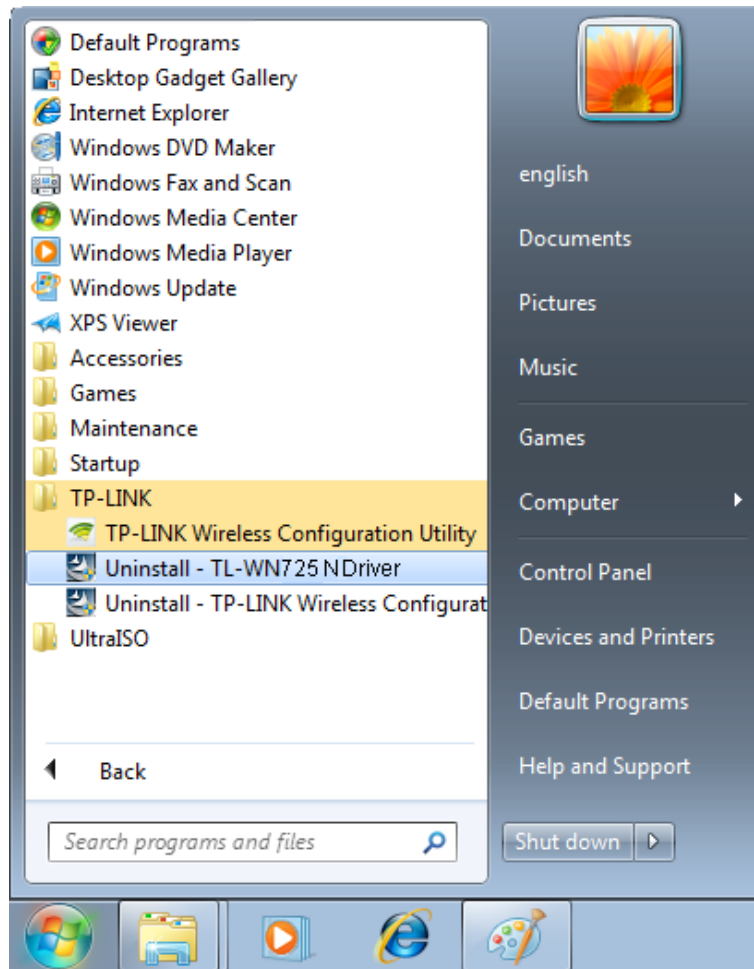 Default Programs
Desktop Gadget Gallery
Internet Explorer
Windows DVD Maker
Windows Fax and Scan
Windows Media Center
Windows Media Player
Windows Update
XPS Viewer
Accessories
Games
Maintenance
Startup
TP-LINK
TP-LINK Wireless Configuration Utility
Uninstall - TL-WN725 NDriver
Uninstall - TP-LINK Wireless Configurat
UltraISO
Back
Search programs and files
english
Documents
Pictures
Music
Games
Computer
Control Panel
Devices and Printers
Default Programs
Help and Support
Shut down